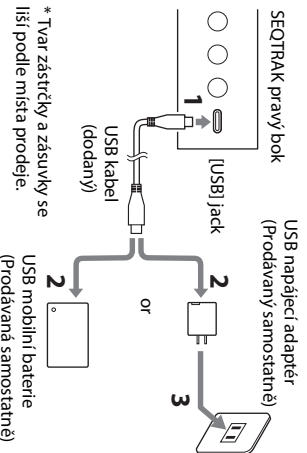 SEQTRAK pravý bok
1
[USB] jack
USB kabel
(dodaný)
USB napájecí adaptér
(Prodávaný samostatně)
2
3
or
2
USB mobilní baterie
(Prodávaná samostatně)
* Tvar zástrčky a zásuvky se
liší podle místa prodeje.